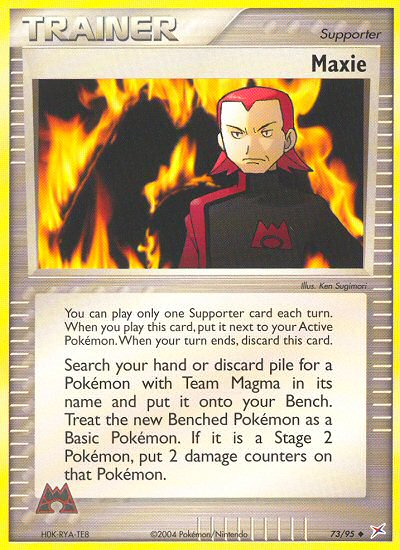 TRAINER
Supporter
Maxie
Illus. Ken Sugimori
You can play only one Supporter card each turn.
When you play this card, put it next to your Active
Pokémon. When your turn ends, discard this card.
Search your hand or discard pile for a
Pokémon with Team Magma in its
name and put it onto your Bench.
Treat the new Benched Pokémon as a
Basic Pokémon. If it is a Stage 2
Pokémon, put 2 damage counters on
that Pokémon.
H0K-RYA-TE8
©2004 Pokémon/Nintendo
73/95